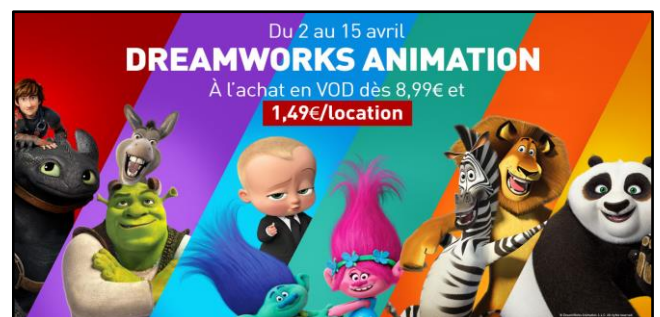 Du 2 au 15 avril
DREAMWORKS ANIMATION
À l'achat en VOD dès 8,99€ et
1,49€/location